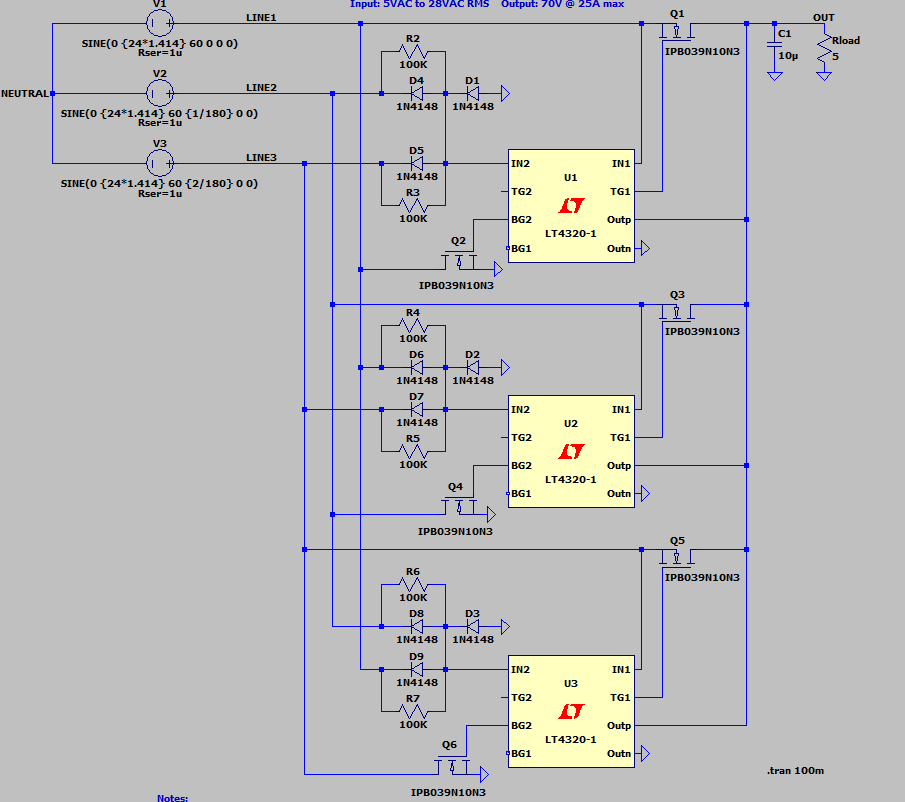 Input: 5VAC to 28VAC RMS    Output: 70V @ 25A max
V1
LINE1
SINE(0 {24*1.414} 60 0 0 0)
Rser=1u
V2
LINE2
NEUTRAL
SINE(0 {24*1.414} 60 {1/180} 0 0)
Rser=1u
V3
LINE3
SINE(0 {24*1.414} 60 {2/180} 0 0)
Rser=1u
Q1
IPB039N10N3
OUT
C1
10µ
Rload
5
R2
100K
D4
1N4148
D1
1N4148
D5
1N4148
R3
100K
IN2
IN1
U1
TG2
TG1
BG2
Outp
LT4320-1
BG1
Outn
Q2
IPB039N10N3
Q3
IPB039N10N3
R4
100K
D6
1N4148
D2
1N4148
D7
1N4148
R5
100K
IN2
IN1
U2
TG2
TG1
BG2
Outp
LT4320-1
BG1
Outn
Q4
IPB039N10N3
Q5
IPB039N10N3
R6
100K
D8
1N4148
D3
1N4148
D9
1N4148
R7
100K
IN2
IN1
U3
TG2
TG1
BG2
Outp
LT4320-1
BG1
Outn
Q6
IPB039N10N3
.tran 100m
Notes: